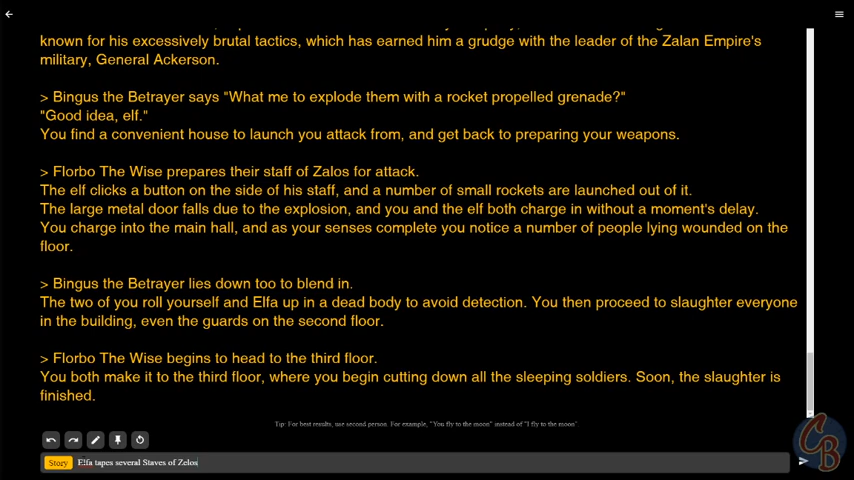 known for his excessively brutal tactics, which has earned him a grudge with the leader of the Zalan Empire's
military, General Ackerson.
> Bingus the Betrayer says "What me to explode them with a rocket propelled grenade?"
"Good idea, elf."
You find a convenient house to launch you attack from, and get back to preparing your weapons.
> Florbo The Wise prepares their staff of Zalos for attack.
The elf clicks a button on the side of his staff, and a number of small rockets are launched out of it.
The large metal door falls due to the explosion, and you and the elf both charge in without a moment's delay.
You charge into the main hall, and as your senses complete you notice a number of people lying wounded on the
floor.
> Bingus the Betrayer lies down too to blend in.
The two of you roll yourself and Elfa up in a dead body to avoid detection. You then proceed to slaughter everyone
in the building, even the guards on the second floor.
> Florbo The Wise begins to head to the third floor.
You both make it to the third floor, where you begin cutting down all the sleeping soldiers. Soon, the slaughter is
finished.
Tip: For best results, use second person. For example, "You fly to the moon" instead of "I fly to the moon".
Story Elfa tapes several Staves of Zelos
CB